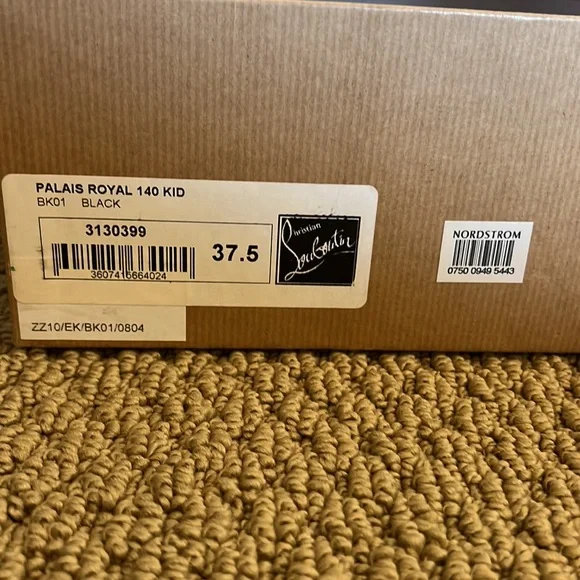 PALAIS ROYAL 140 KID
BK01 BLACK
3130399
37.5
3607416664024
Christian
Louboutin
ZZ10/EK/BK01/0804
NORDSTROM
0750 0949 5443